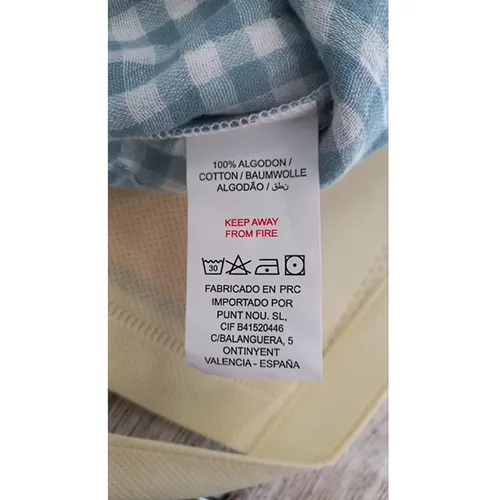 100% ALGODON /
COTTON / BAUMWOLLE
ALGODÃO / نطق
KEEP AWAY
FROM FIRE
30
FABRICADO EN PRC
IMPORTADO POR
PUNT NOU. SL,
CIF B41520446
C/BALANGUERA, 5
ONTINYENT
VALENCIA - ESPAÑA